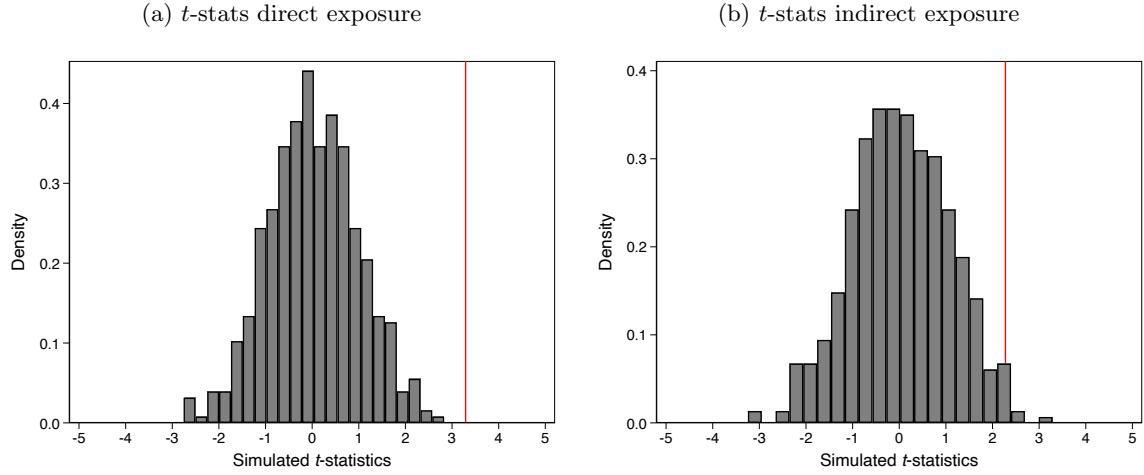 (a) t-stats direct exposure
(b) t-stats indirect exposure
0.4
0.3
0.2
0.1
0.0
Density
-5 -4 -3 -2 -1 0 1 2 3 4 5
Simulated t-statistics
0.4
0.3
0.2
0.1
0.0
Density
-5 -4 -3 -2 -1 0 1 2 3 4 5
Simulated t-statistics